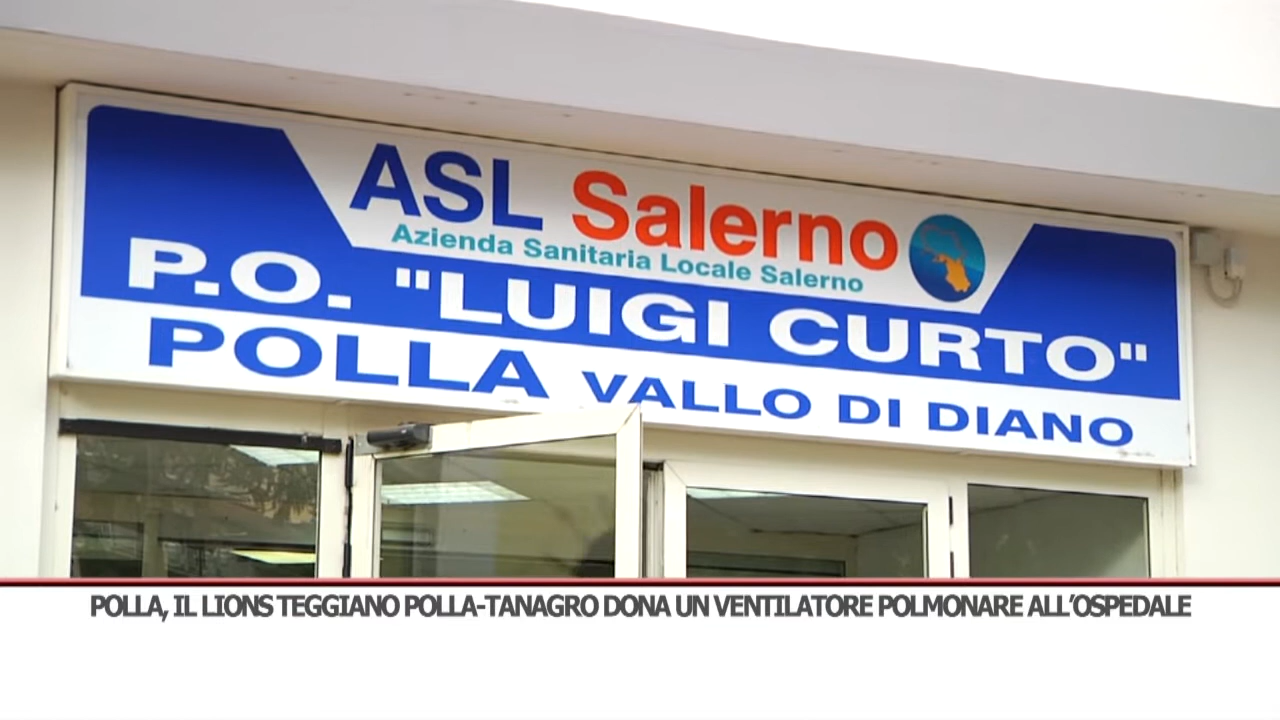 ASL Salerno
Azienda Sanitaria Locale Salerno
P.O. "LUIGI CURTO"
POLLA VALLO DI DIANO
POLLA, IL LIONS TEGGIANO POLLA-TANAGRO DONA UN VENTILATORE POLMONARE ALL'OSPEDALE